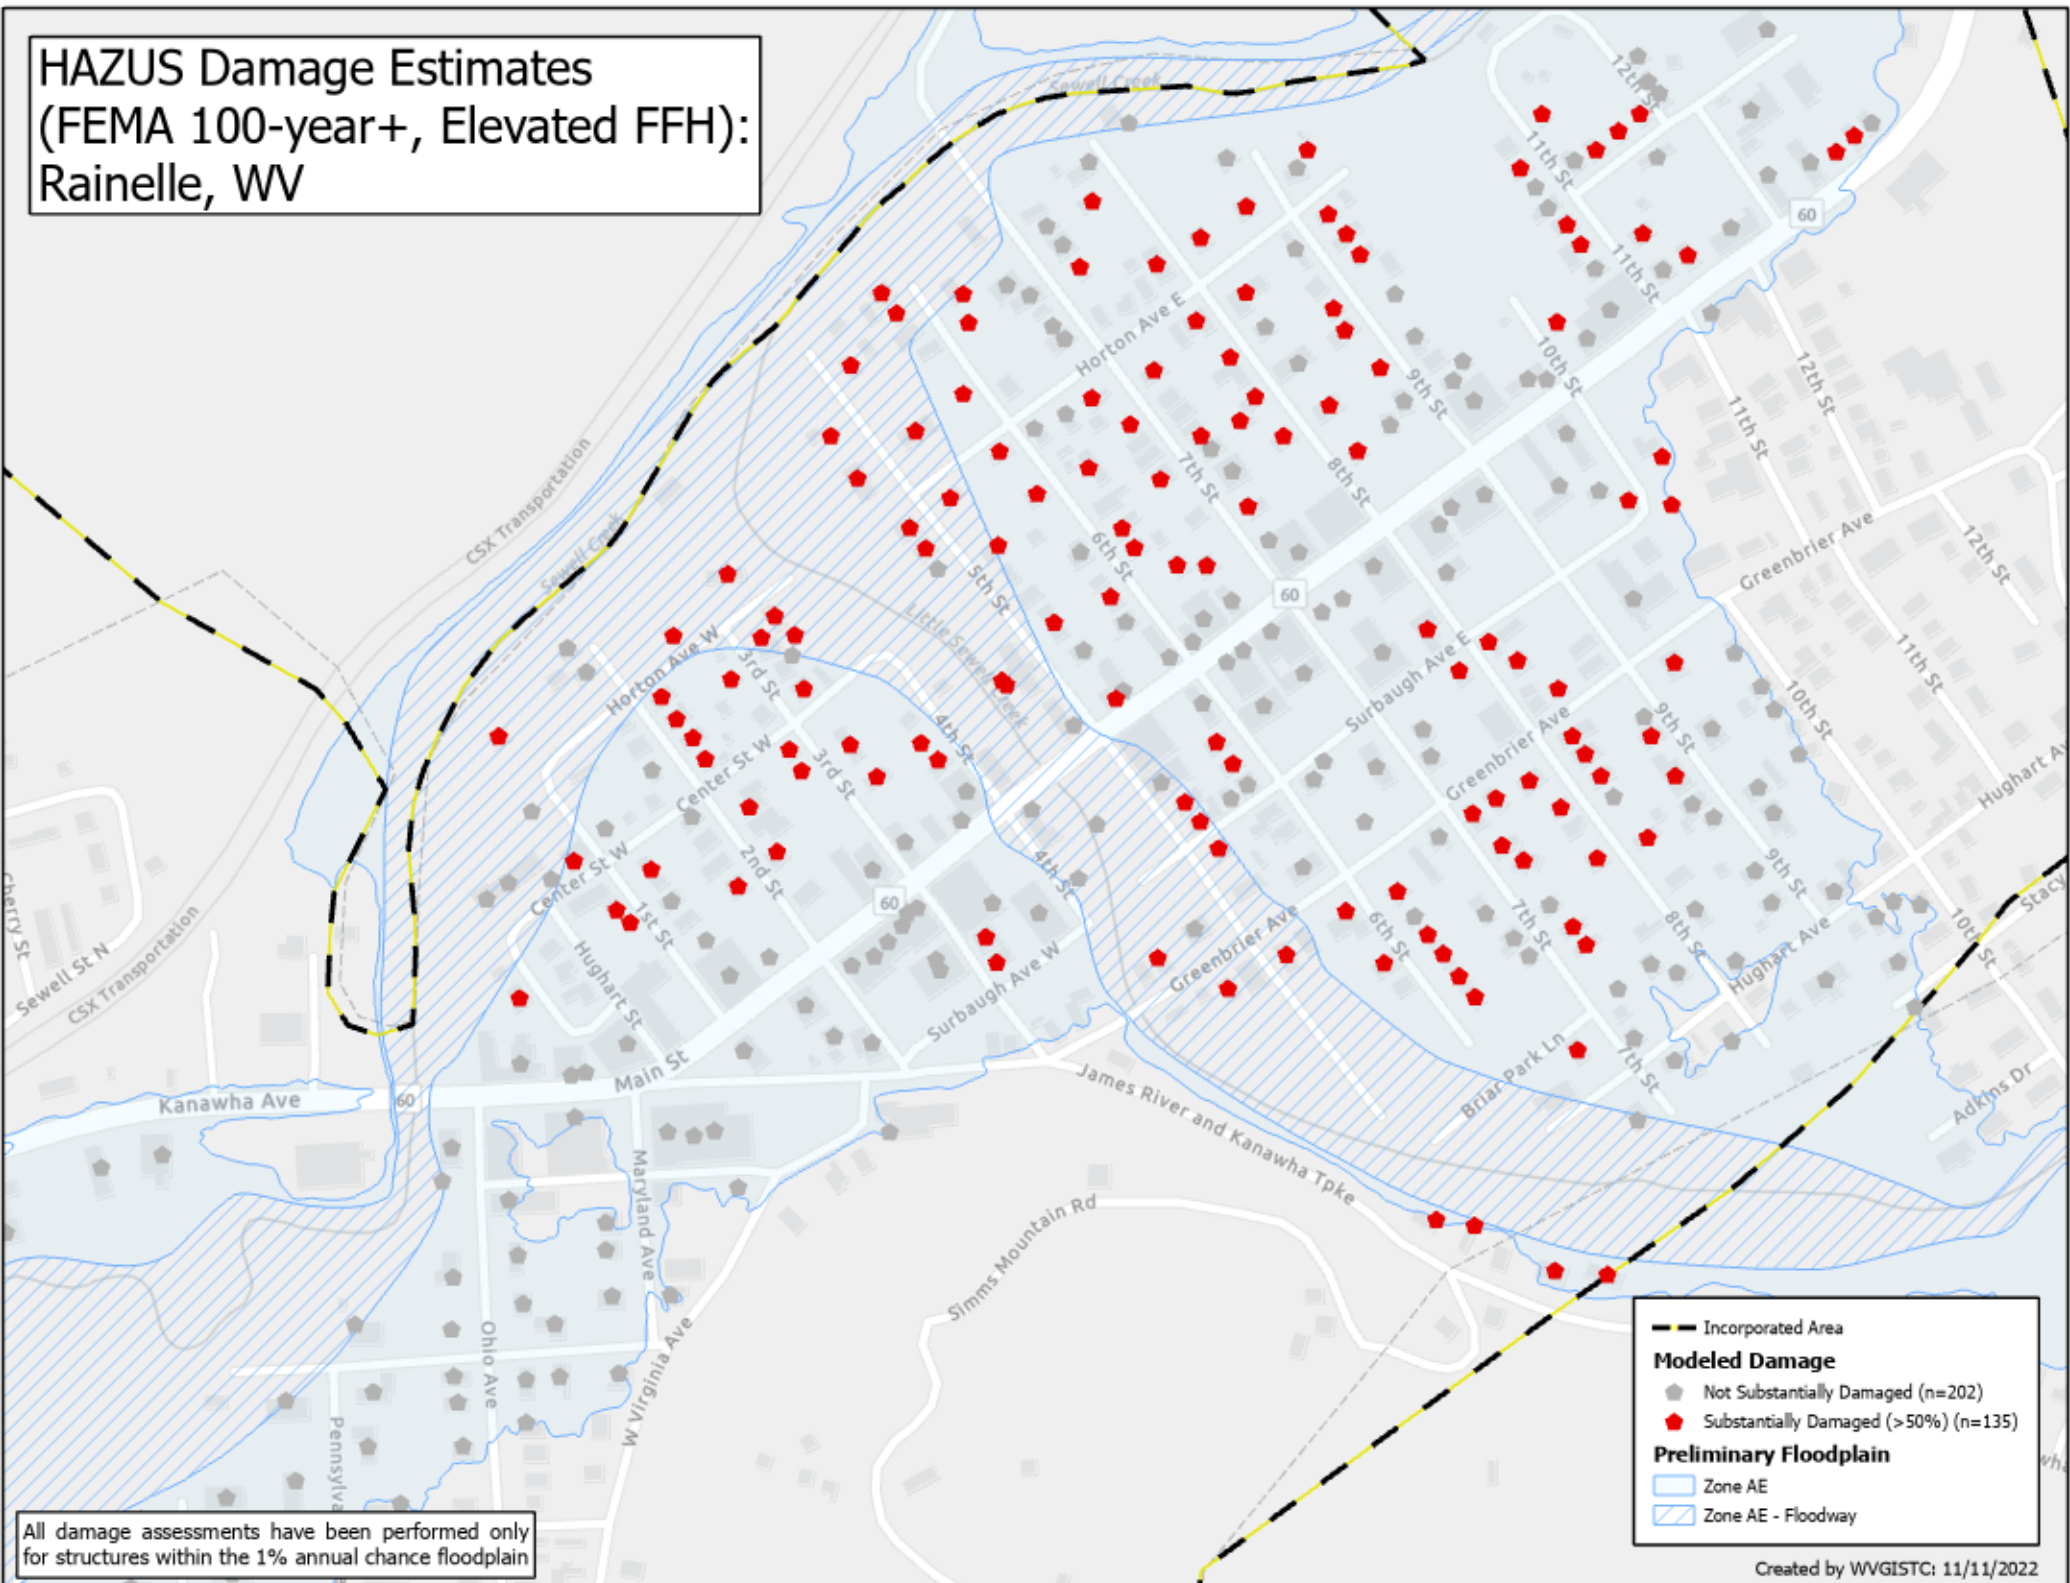 HAZUS Damage Estimates
(FEMA 100-year+, Elevated FFH):
Rainelle, WV
Sewell Creek
12th St
11th St
60
11th St
Horton Ave E
10th St
9th St
12th St
11th St
CSX Transportation
7th St
8th St
Sewell Creek
6th St
5th St
60
Greenbrier Ave
12th St
Little Sewell Creek
Horton Ave W
3rd St
Surbaugh Ave E
11th St
10th St
9th St
4th St
Center St W
3rd St
Greenbrier Ave
Hughart A
2nd St
4th St
9th St
Center St W
60
Cherry St
1st St
6th St
7th St
8th St
Stacy
10th St
Greenbrier Ave
Hughart Ave
Sewell St N
CSX Transportation
Hughart St
Surbaugh Ave W
Main St
7th St
Briar Park Ln
Adkins Dr
Kanawha Ave
60
James River and Kanawha Tpke
Maryland Ave
Simms Mountain Rd
Ohio Ave
W Virginia Ave
Pennsylva
Incorporated Area
Modeled Damage
Not Substantially Damaged (n=202)
Substantially Damaged (>50%) (n=135)
Preliminary Floodplain
Zone AE
Zone AE - Floodway
All damage assessments have been performed only
for structures within the 1% annual chance floodplain
Created by WVGISTC: 11/11/2022